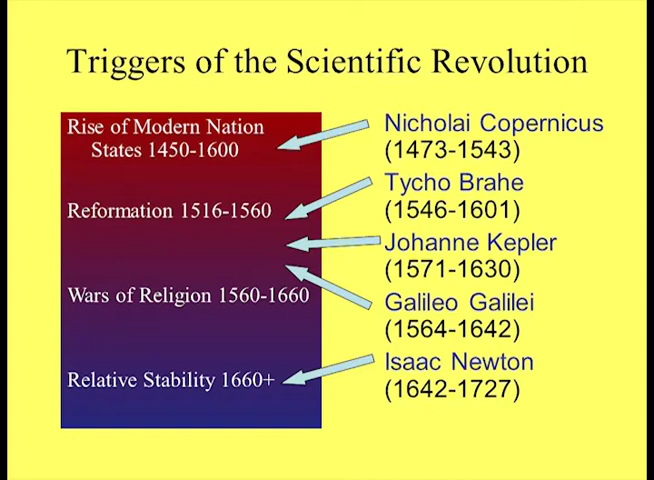 Triggers of the Scientific Revolution
Rise of Modern Nation
States 1450-1600
Reformation 1516-1560
Wars of Religion 1560-1660
Relative Stability 1660+
Nicholai Copernicus
(1473-1543)
Tycho Brahe
(1546-1601)
Johanne Kepler
(1571-1630)
Galileo Galilei
(1564-1642)
Isaac Newton
(1642-1727)